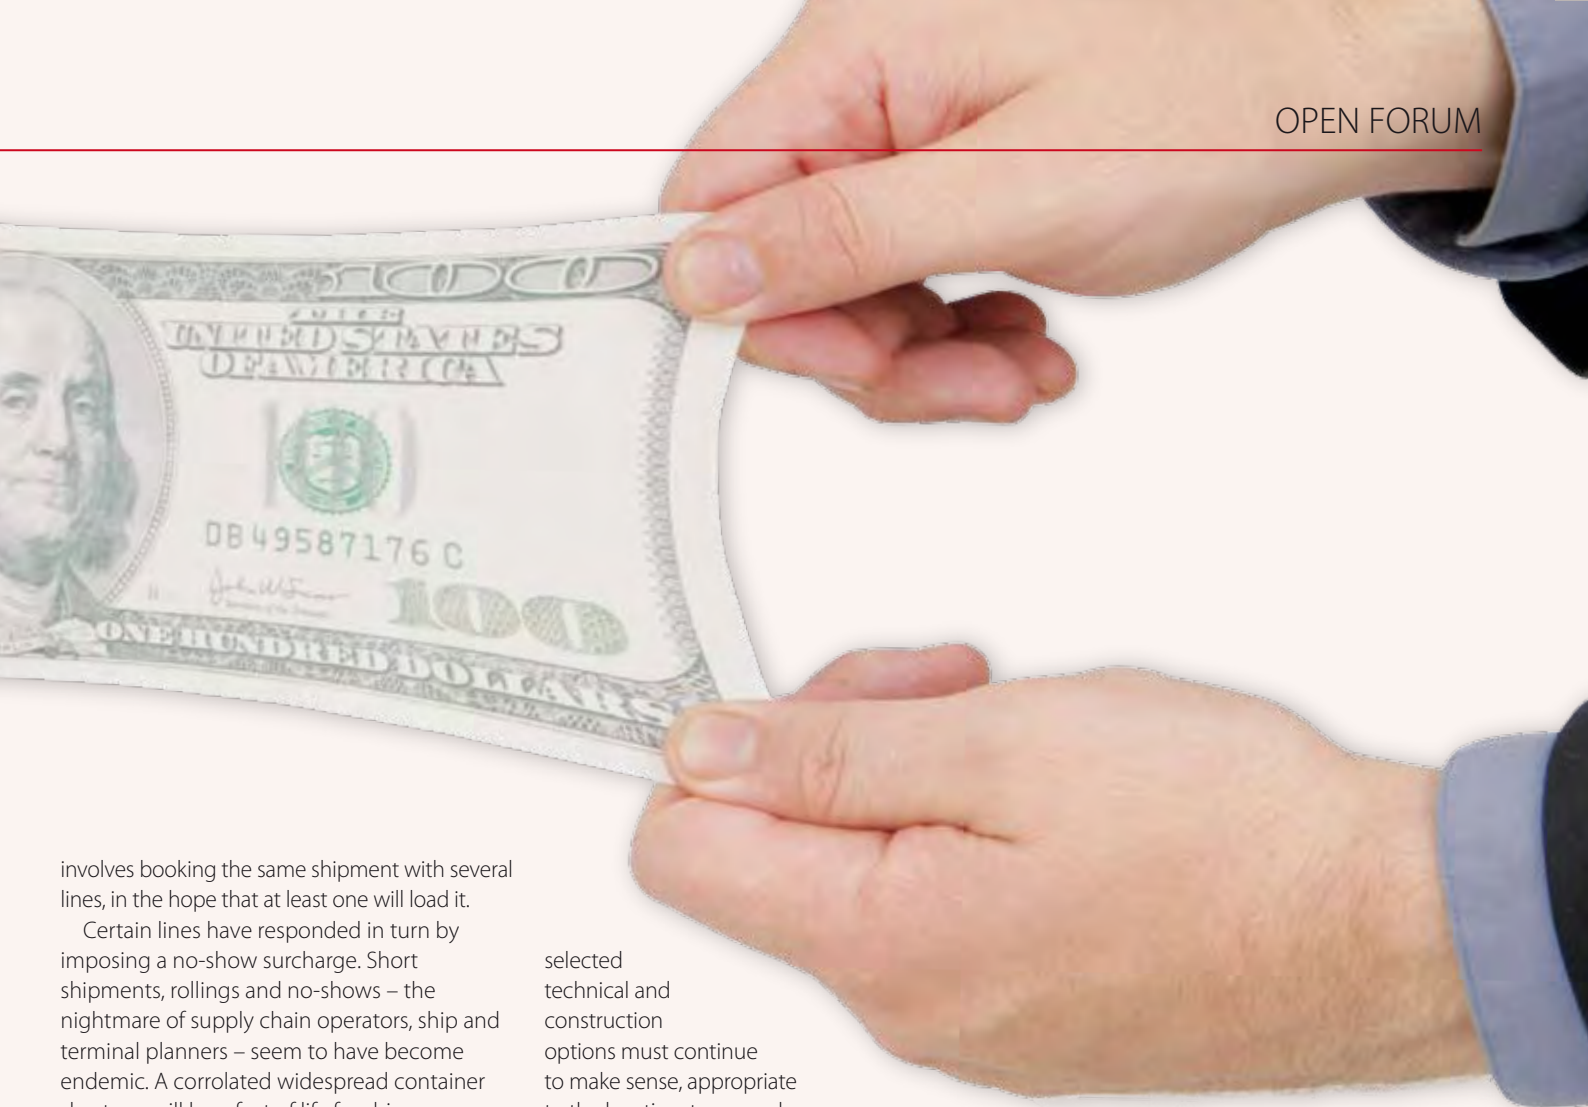 OPEN FORUM
100
UNITED STATES
OF AMERICA
DB 49587176 C
100
ONE HUNDRED DOLLARS
involves booking the same shipment with several
lines, in the hope that at least one will load it.
Certain lines have responded in turn by
imposing a no-show surcharge. Short
shipments, rollings and no-shows – the
nightmare of supply chain operators, ship and
terminal planners – seem to have become
endemic. A corrolated widespread container
selected
technical and
construction
options must continue
to make sense, appropriate